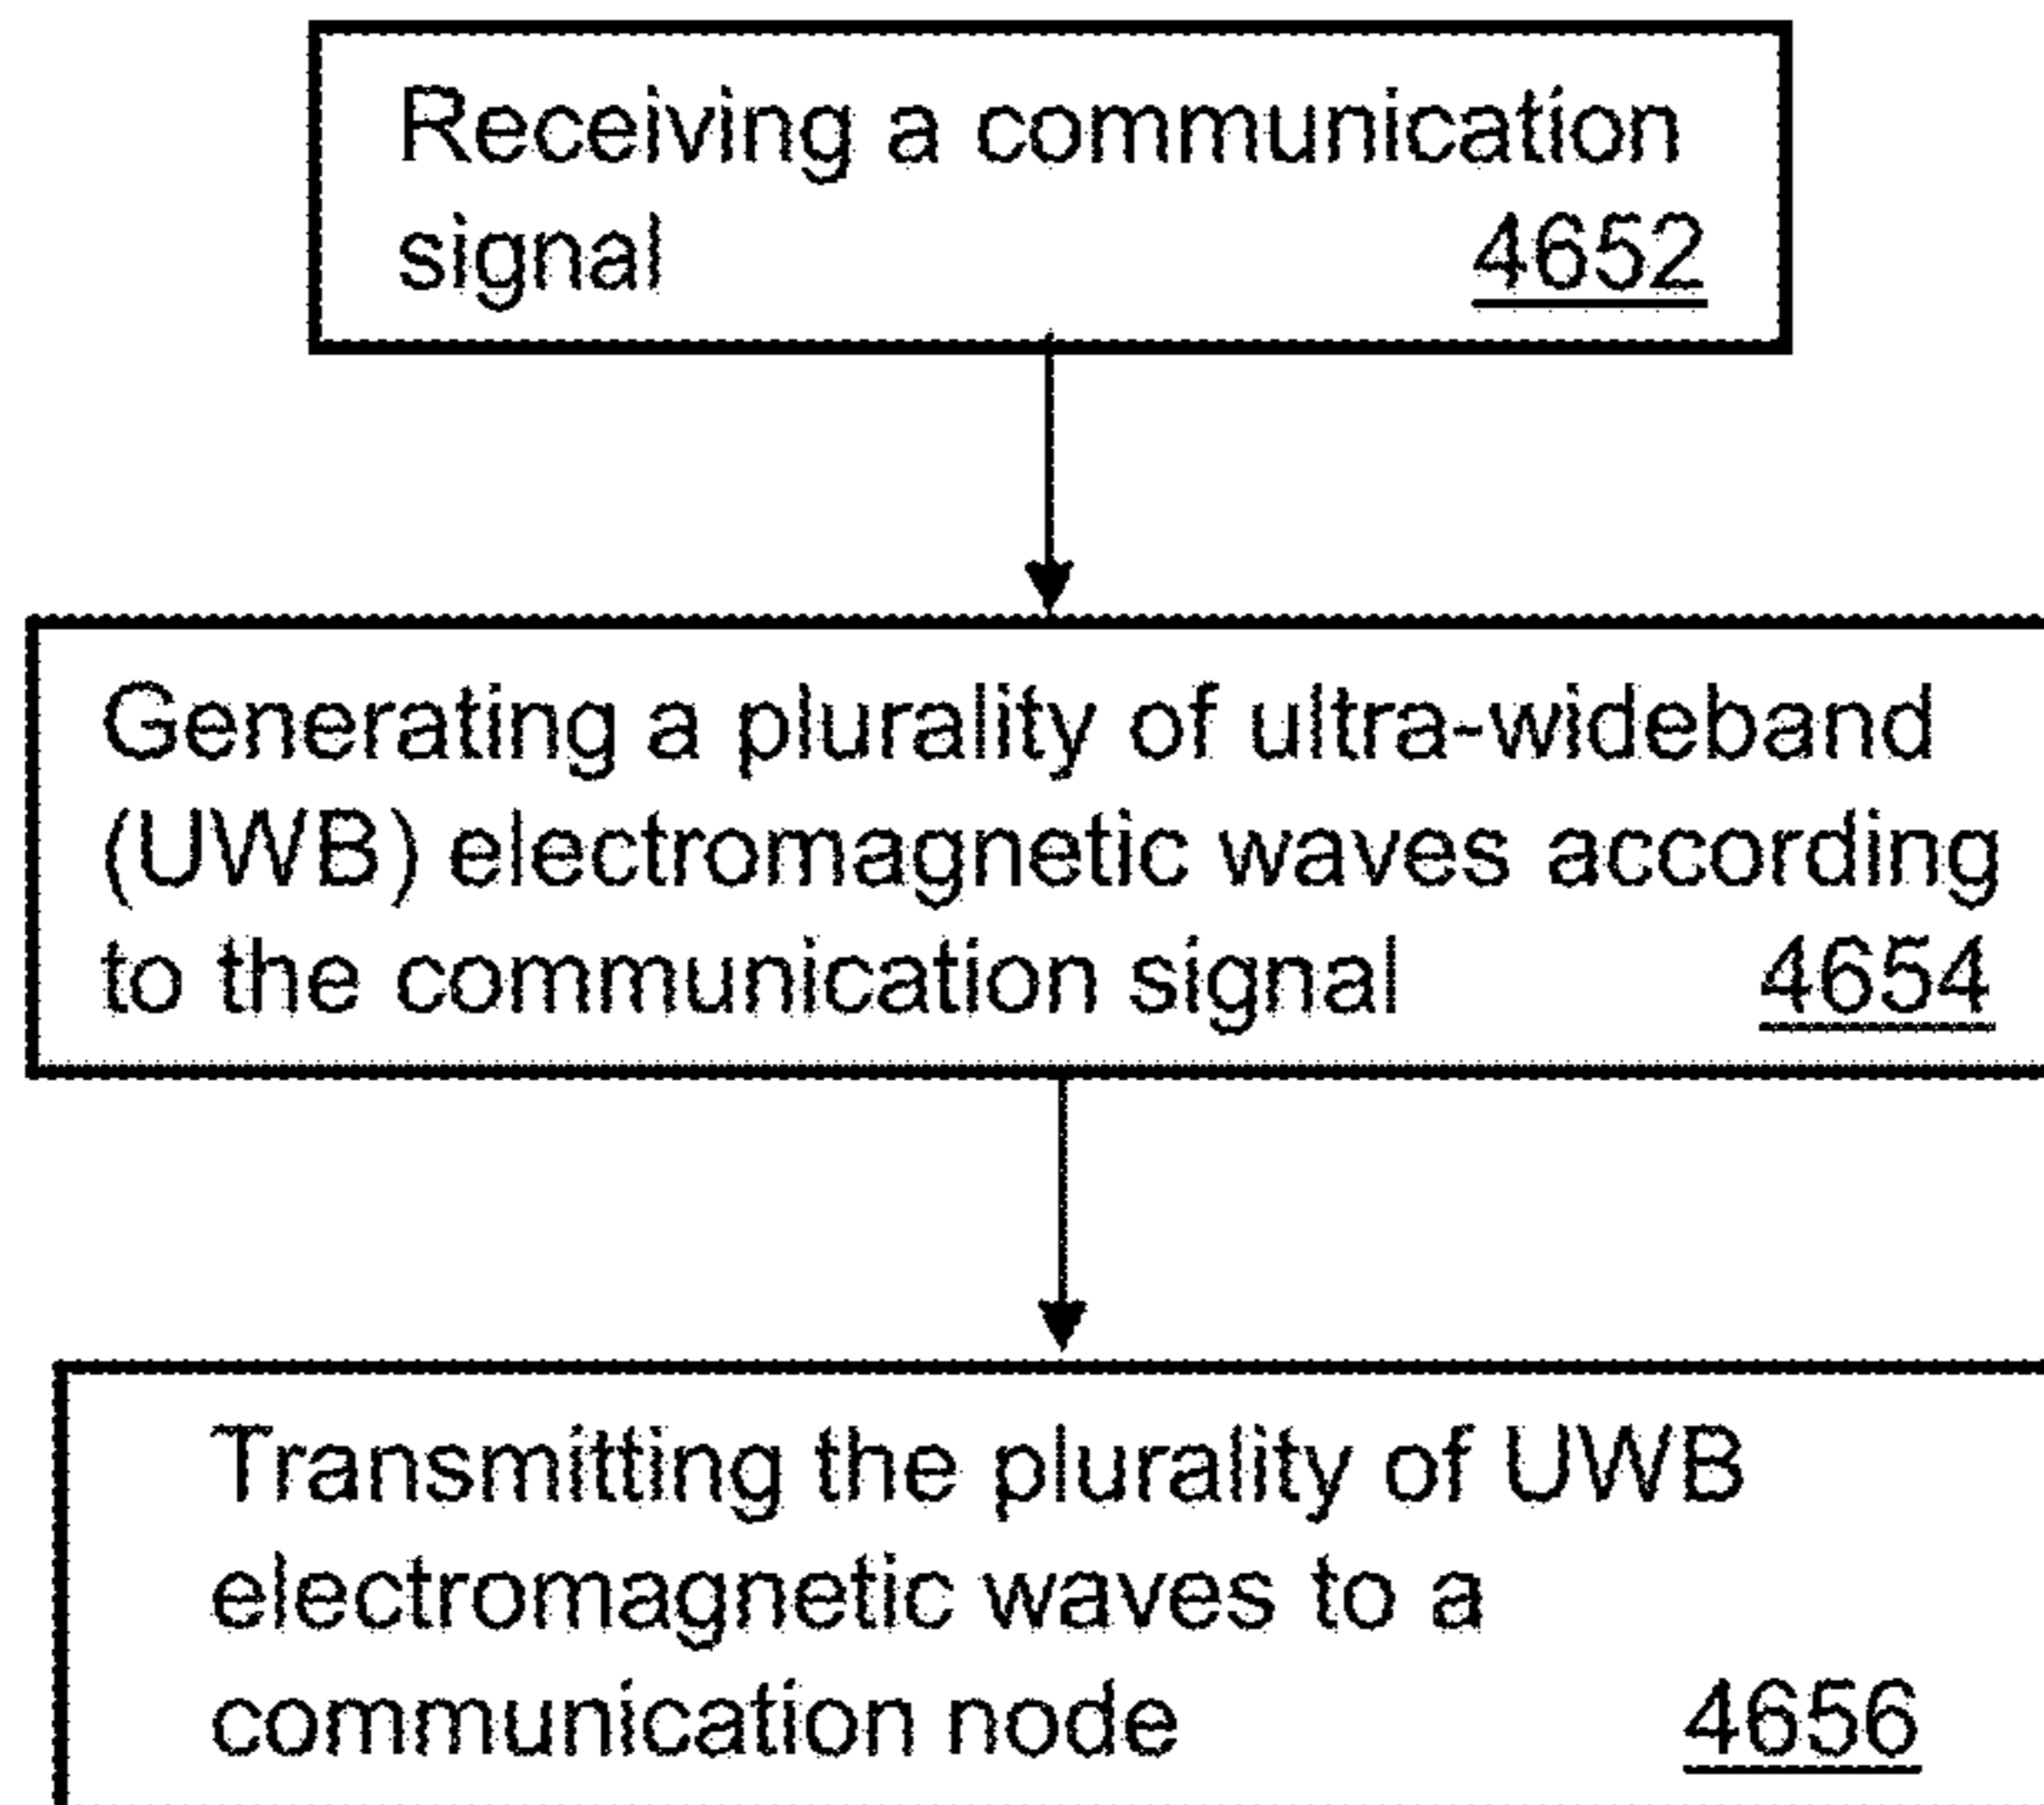 Receiving a communication
signal 4652
Generating a plurality of ultra-wideband
(UWB) electromagnetic waves according
to the communication signal 4654
Transmitting the plurality of UWB
electromagnetic waves to a
communication node 4656